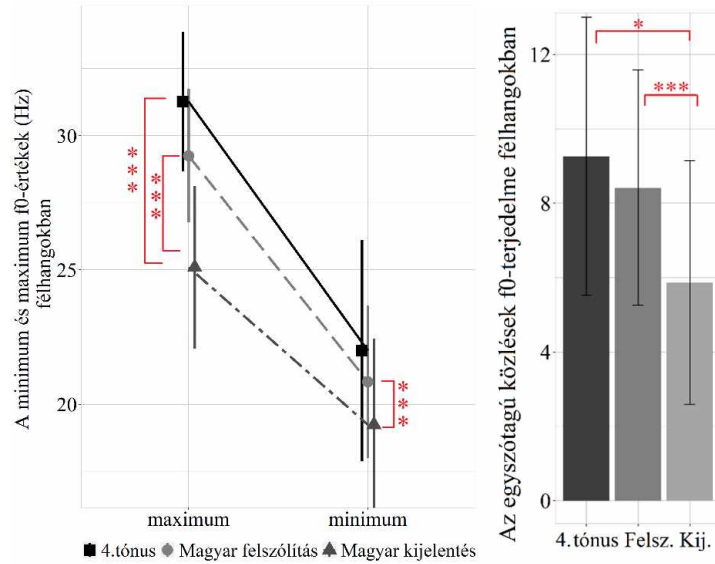 A minimum és maximum f0-értékek (Hz)
félhangokban
30
25
20
***
***
***
maximum
minimum
4.tónus
Magyar felszólítás
Magyar kijelentés
Az egyszótagú közlések f0-terjedelme félhangokban
12
8
4
0
*
***
4.tónus Felsz. Kij.